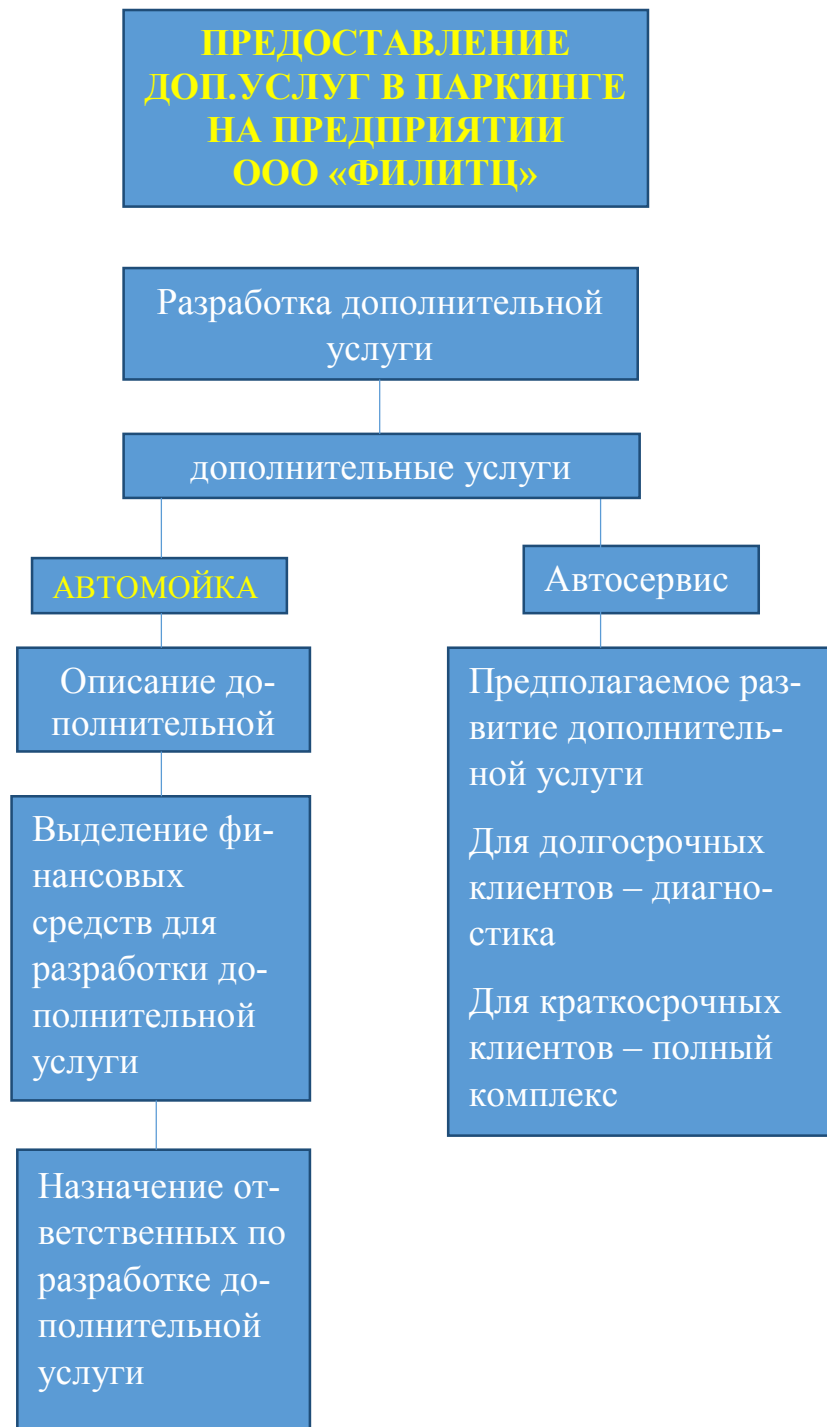 ПРЕДОСТАВЛЕНИЕ
ДОП.УСЛУГ В ПАРКИНГЕ
НА ПРЕДПРИЯТИИ
ООО «ФИЛИТЦ»
Разработка дополнительной
услуги
дополнительные услуги
АВТОМОЙКА
Описание до-
полнительной
Выделение фи-
нансовых
средств для
разработки до-
полнительной
услуги
Назначение от-
ветственных по
разработке до-
полнительной
услуги
Автосервис
Предполагаемое раз-
витие дополнитель-
ной услуги
Для долгосрочных
клиентов – диагно-
стика
Для краткосрочных
клиентов – полный
комплекс